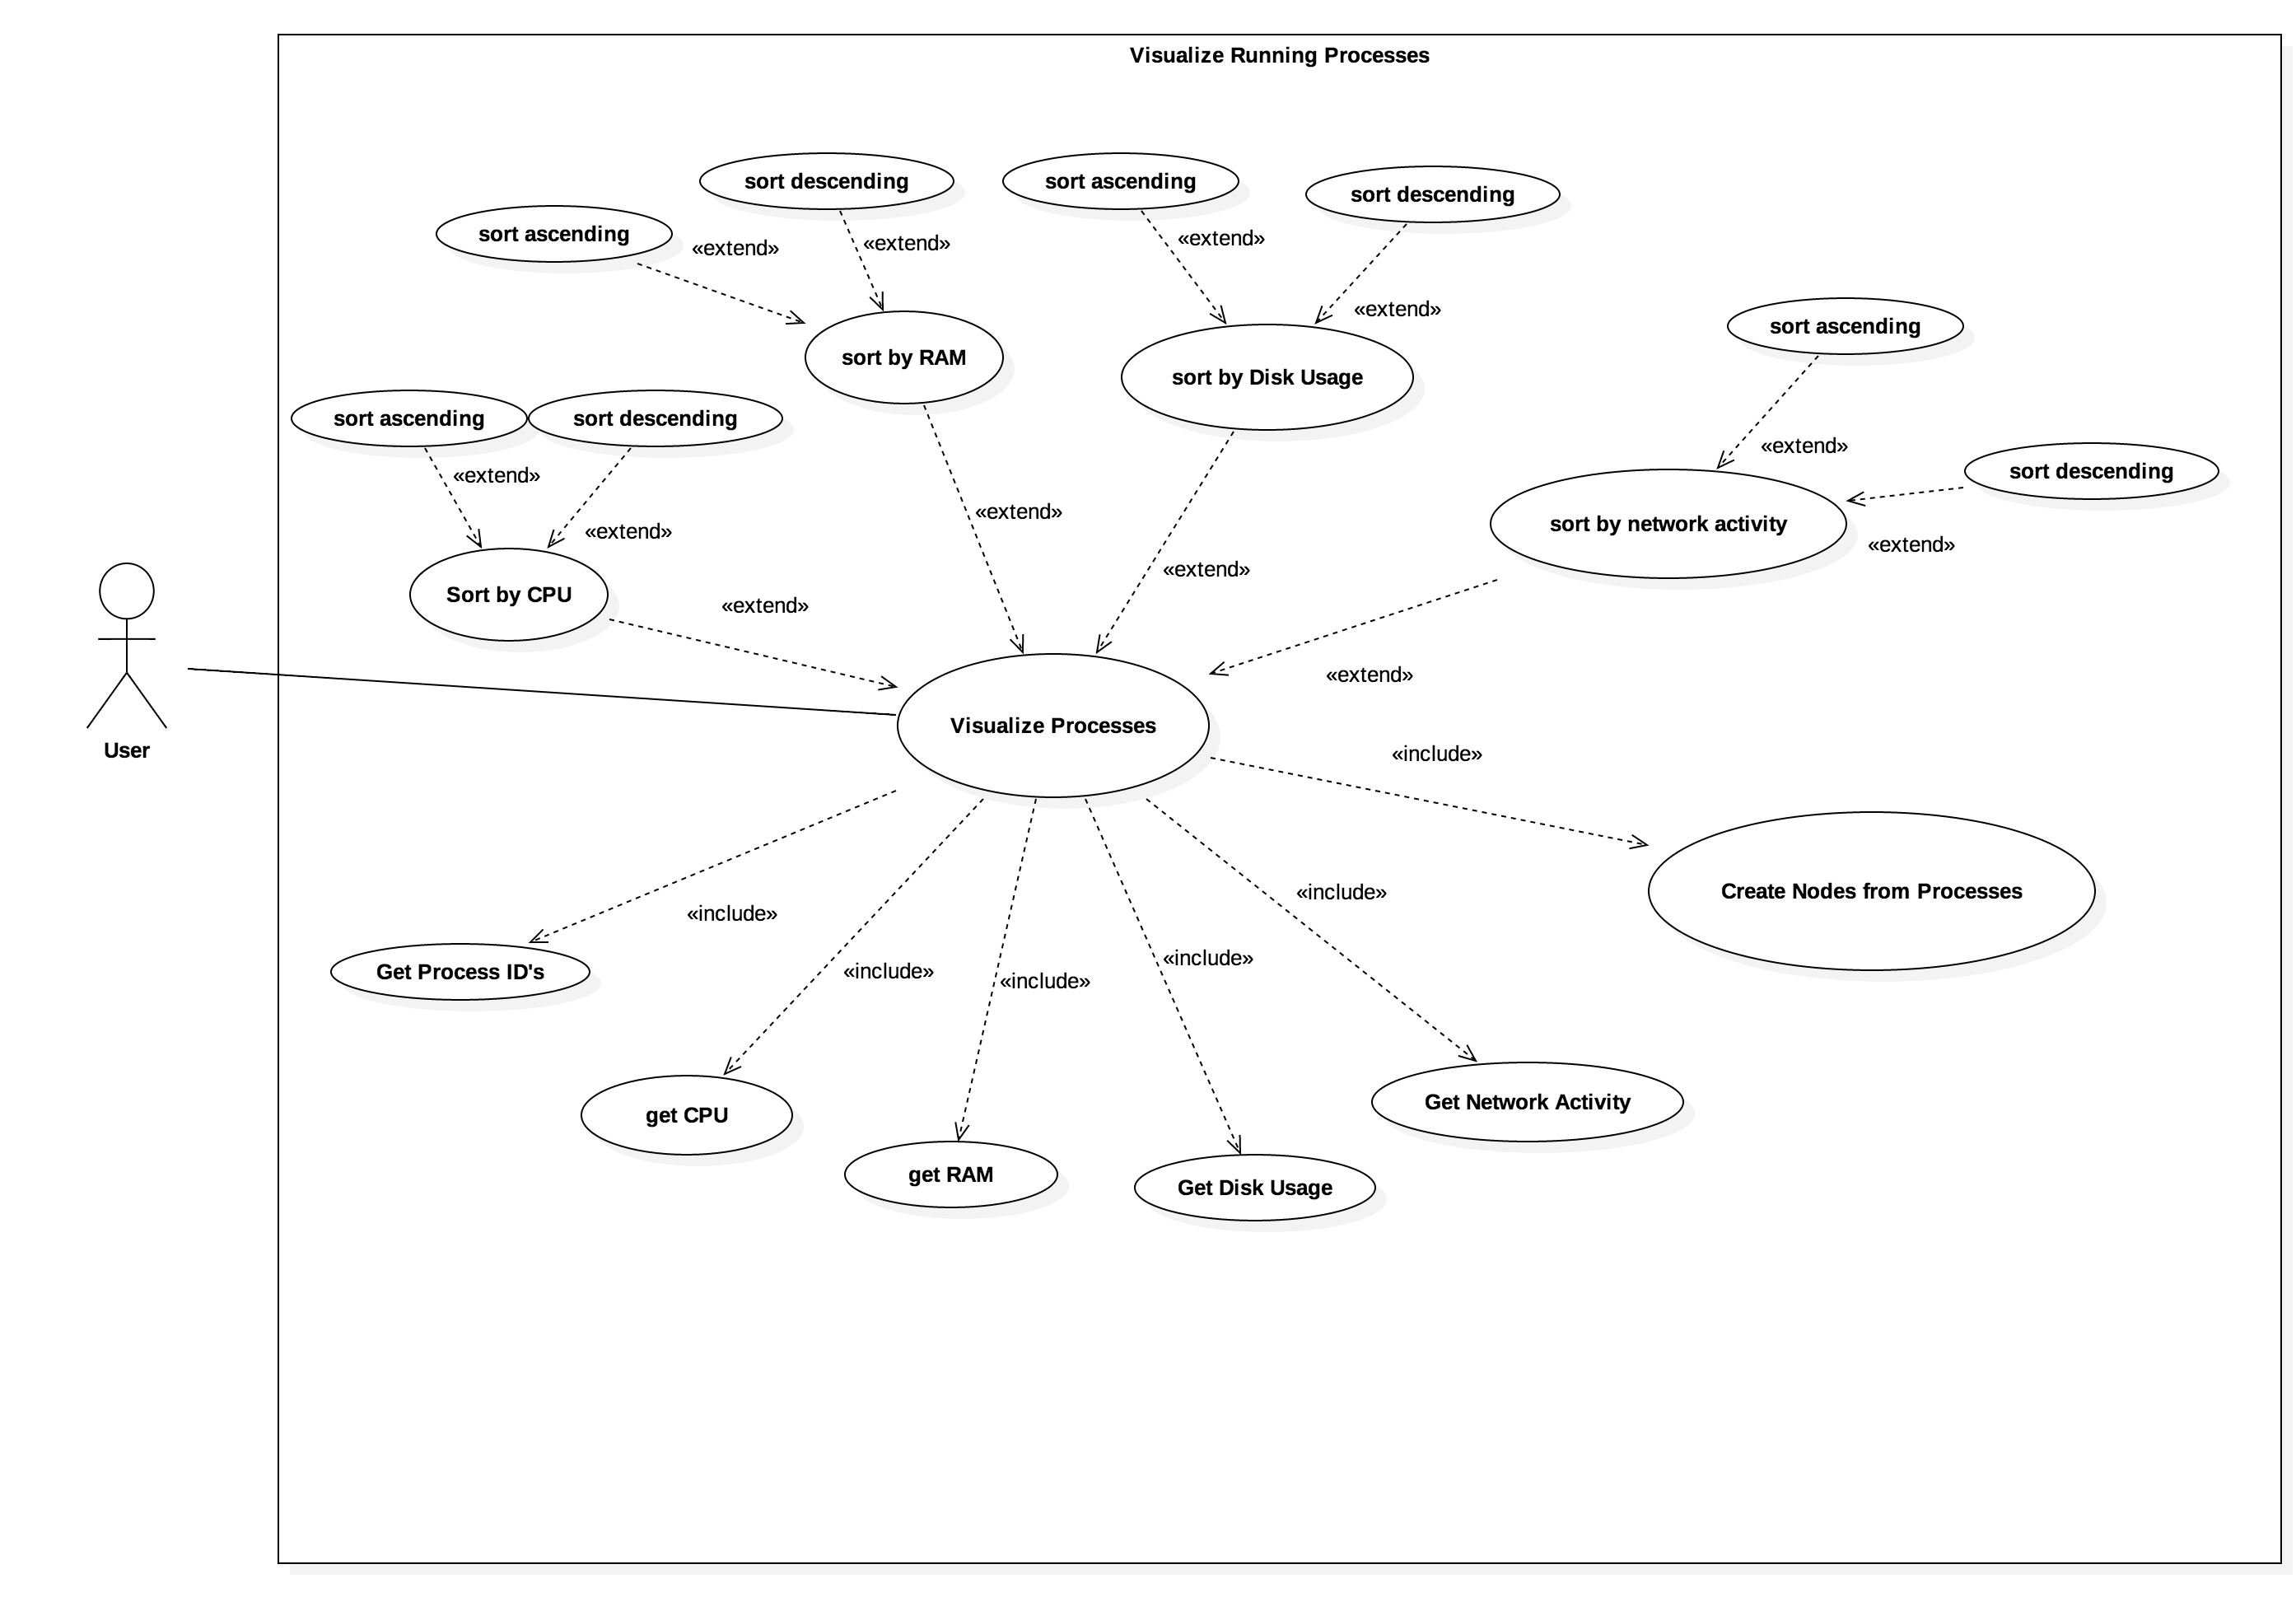 Visualize Running Processes
sort descending
sort ascending
sort descending
sort ascending
«extend»
«extend»
«extend»
«extend»
sort ascending
sort by RAM
sort by Disk Usage
sort ascending
sort descending
«extend»
sort descending
«extend»
«extend»
sort by network activity
«extend»
«extend»
«extend»
Sort by CPU
«extend»
«extend»
«extend»
Visualize Processes
User
«include»
Create Nodes from Processes
«include»
«include»
«include»
«include»
«include»
Get Process ID's
get CPU
Get Network Activity
get RAM
Get Disk Usage